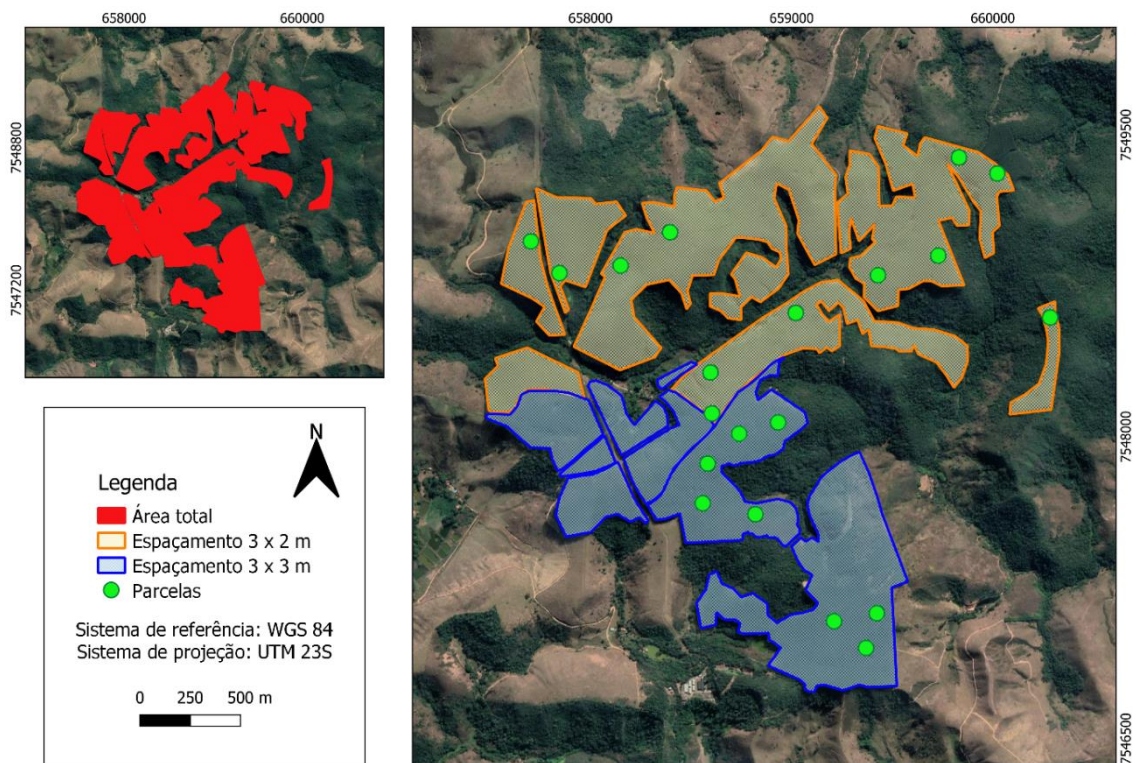 658000
660000
7548800
7547200
658000
659000
660000
7549500
7548000
7546500
N
Legenda
Área total
Espaçamento 3 x 2 m
Espaçamento 3 x 3 m
Parcelas
Sistema de referência: WGS 84
Sistema de projeção: UTM 23S
0 250 500 m